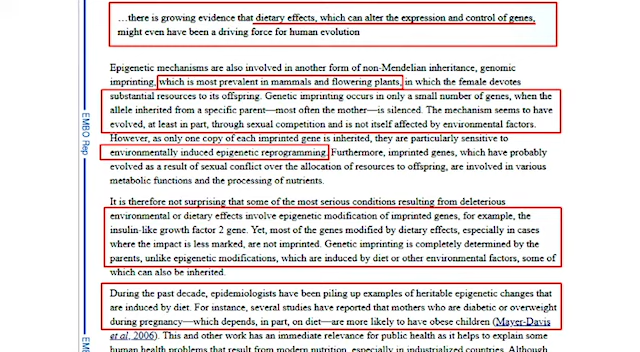 …there is growing evidence that dietary effects, which can alter the expression and control of genes,
might even have been a driving force for human evolution
Epigenetic mechanisms are also involved in another form of non-Mendelian inheritance, genomic
imprinting, which is most prevalent in mammals and flowering plants, in which the female devotes
substantial resources to its offspring. Genetic imprinting occurs in only a small number of genes, when the
allele inherited from a specific parent—most often the mother—is silenced. The mechanism seems to have
evolved, at least in part, through sexual competition and is not itself affected by environmental factors.
However, as only one copy of each imprinted gene is inherited, they are particularly sensitive to
environmentally induced epigenetic reprogramming. Furthermore, imprinted genes, which have probably
evolved as a result of sexual conflict over the allocation of resources to offspring, are involved in various
metabolic functions and the processing of nutrients.
It is therefore not surprising that some of the most serious conditions resulting from deleterious
environmental or dietary effects involve epigenetic modification of imprinted genes, for example, the
insulin-like growth factor 2 gene. Yet, most of the genes modified by dietary effects, especially in cases
where the impact is less marked, are not imprinted. Genetic imprinting is completely determined by the
parents, unlike epigenetic modifications, which are induced by diet or other environmental factors, some of
which can also be inherited.
During the past decade, epidemiologists have been piling up examples of heritable epigenetic changes that
are induced by diet. For instance, several studies have reported that mothers who are diabetic or overweight
during pregnancy—which depends, in part, on diet—are more likely to have obese children (Mayer-Davis
et al, 2006). This and other work has an immediate relevance for public health as it helps to explain some
human health problems that result from modern nutrition, especially in industrialized countries. Although
EMBO Rep
EME